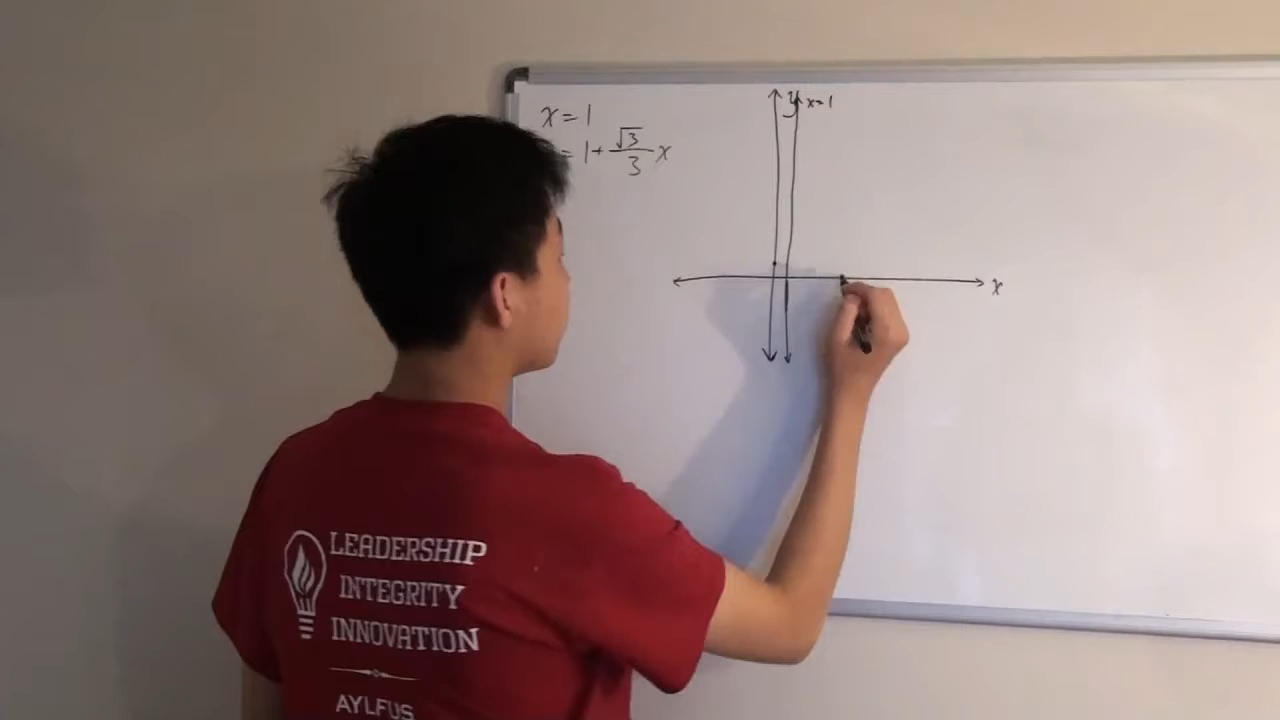 x = 1
= 1 + √3/3 x
y
x=1
x
LEADERSHIP
INTEGRITY
INNOVATION
AYLFUS